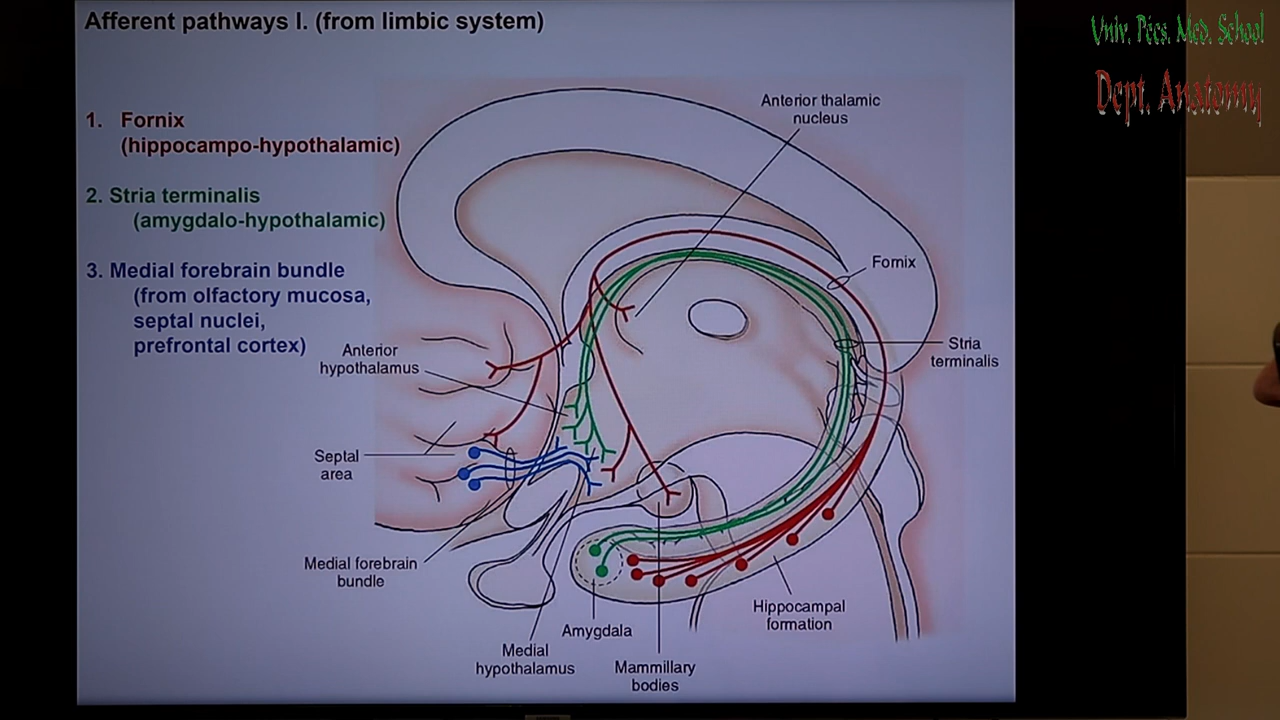 Afferent pathways I. (from limbic system)
Univ. Pécs. Med. School
Dept. Anatomy
1. Fornix
(hippocampo-hypothalamic)
2. Stria terminalis
(amygdalo-hypothalamic)
3. Medial forebrain bundle
(from olfactory mucosa,
septal nuclei,
prefrontal cortex)
Anterior thalamic
nucleus
Fornix
Stria
terminalis
Anterior
hypothalamus
Septal
area
Medial forebrain
bundle
Medial
hypothalamus
Amygdala
Mammillary
bodies
Hippocampal
formation